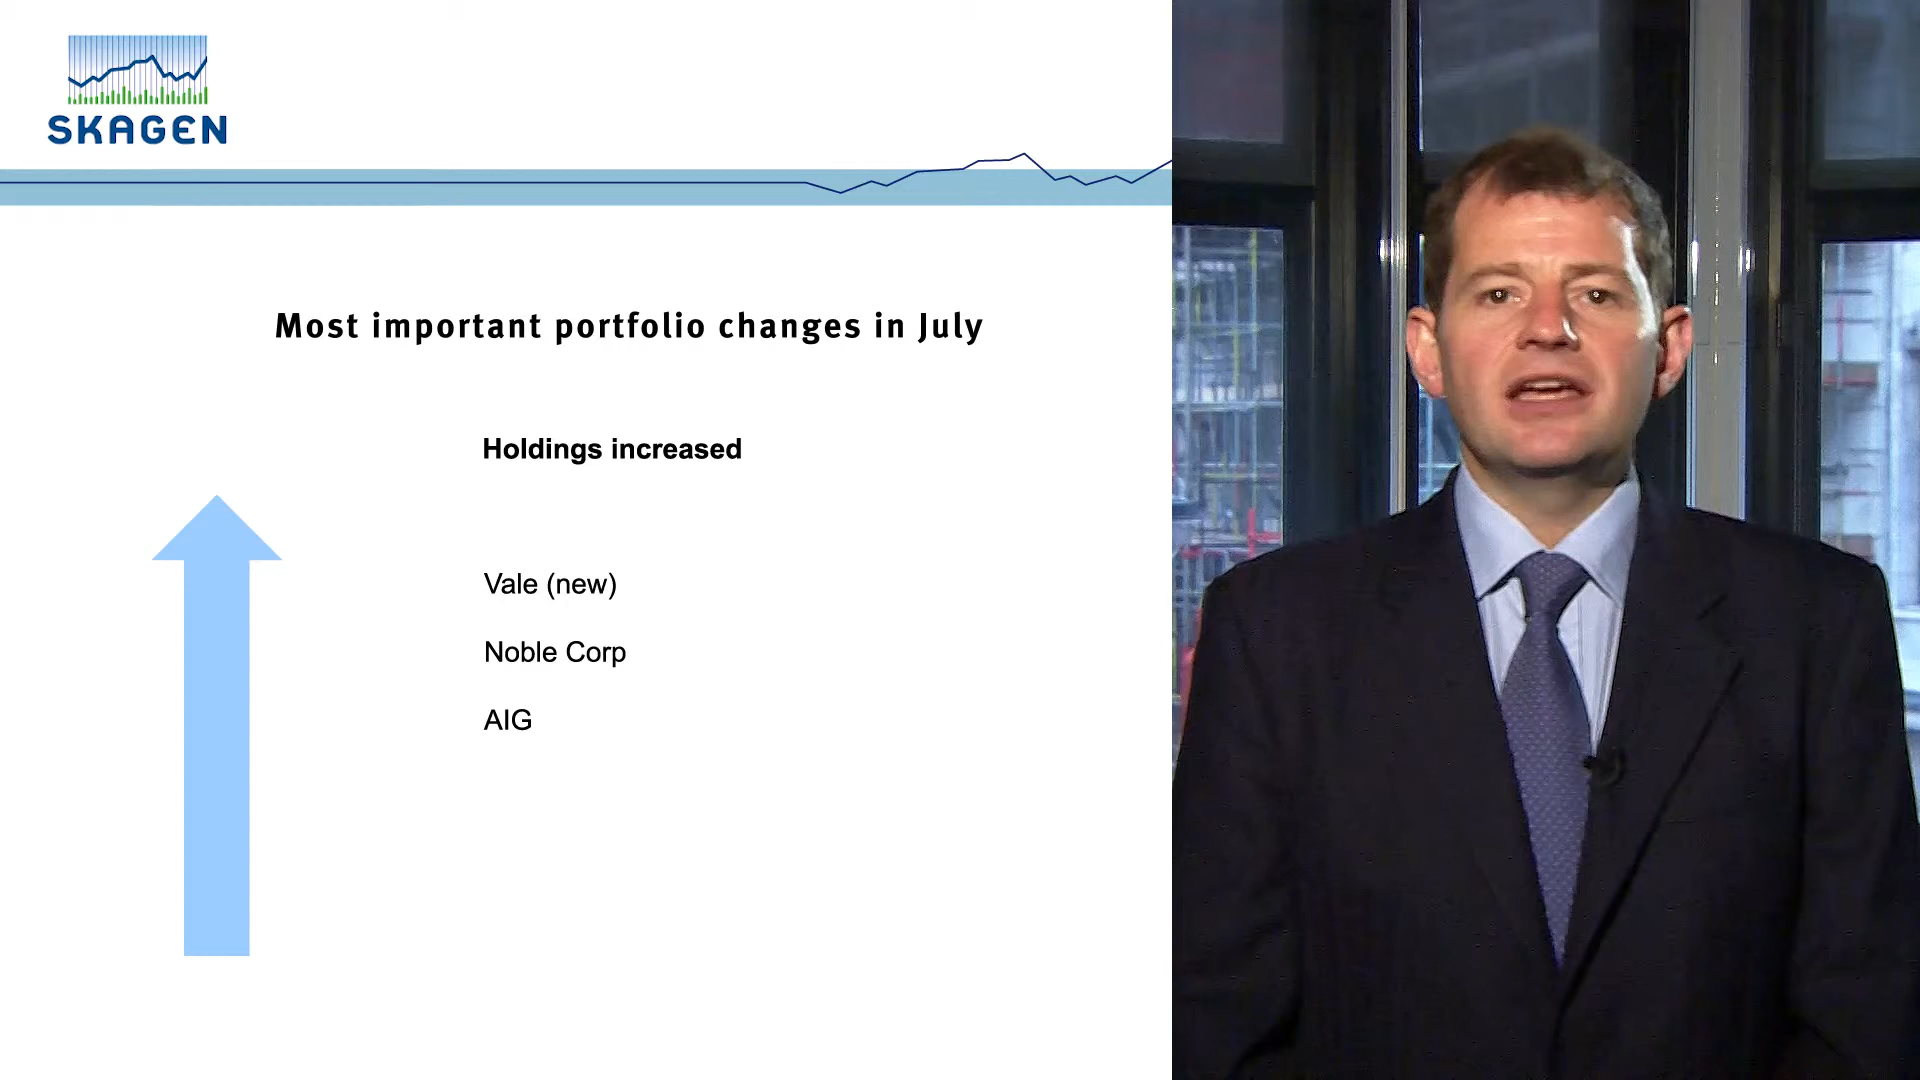 SKAGEN
Most important portfolio changes in July
Holdings increased
Vale (new)
Noble Corp
AIG